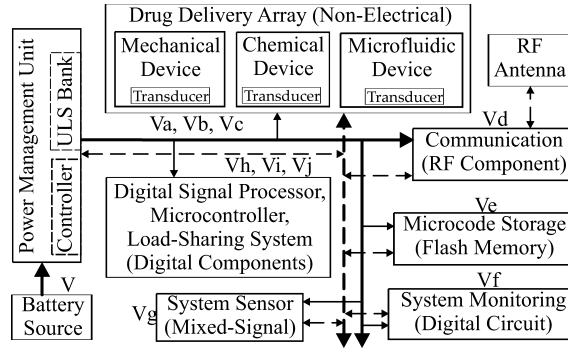 Drug Delivery Array (Non-Electrical)
Mechanical
Device
Transducer
Chemical
Device
Transducer
Microfluidic
Device
Transducer
RF
Antenna
Power Management Unit
ULS Bank
Controller
Va, Vb, Vc
Vd
Communication
(RF Component)
Vh, Vi, Vj
Digital Signal Processor,
Microcontroller,
Load-Sharing System
(Digital Components)
Ve
Microcode Storage
(Flash Memory)
V
Battery
Source
Vg
System Sensor
(Mixed-Signal)
Vf
System Monitoring
(Digital Circuit)